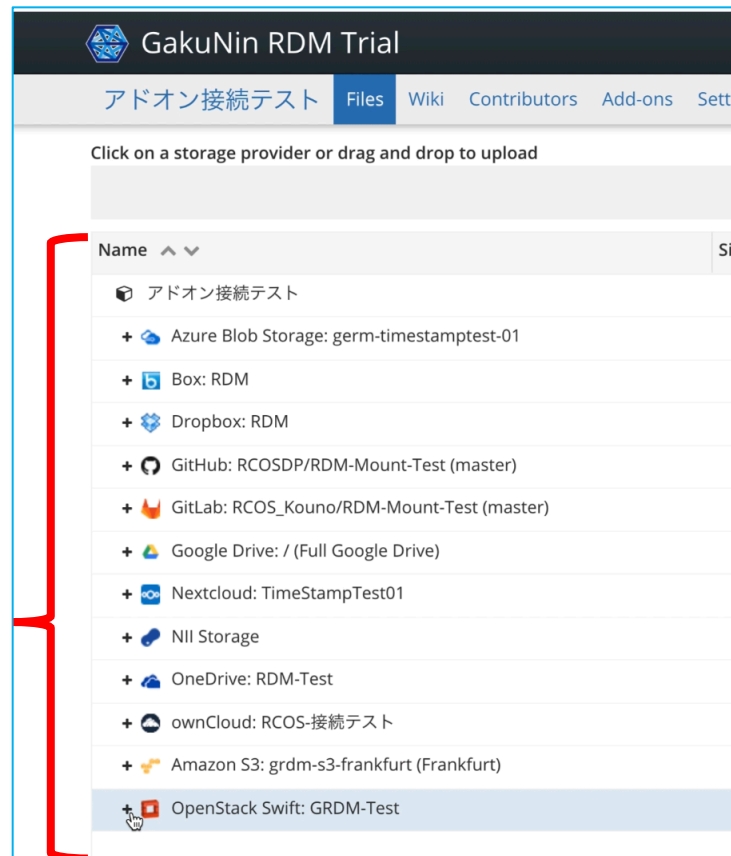 GakuNin RDM Trial
アドオン接続テスト Files Wiki Contributors Add-ons Sett
Click on a storage provider or drag and drop to upload
Name Si
アドオン接続テスト
Azure Blob Storage: germ-timestamptest-01
Box: RDM
Dropbox: RDM
GitHub: RCOSDP/RDM-Mount-Test (master)
GitLab: RCOS_Kouno/RDM-Mount-Test (master)
Google Drive: / (Full Google Drive)
Nextcloud: TimeStampTest01
NII Storage
OneDrive: RDM-Test
ownCloud: RCOS-接続テスト
Amazon S3: grdm-s3-frankfurt (Frankfurt)
OpenStack Swift: GRDM-Test